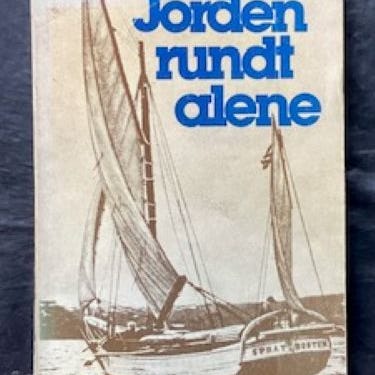 Jorden
rundt
alene
SPRAY BOSTON